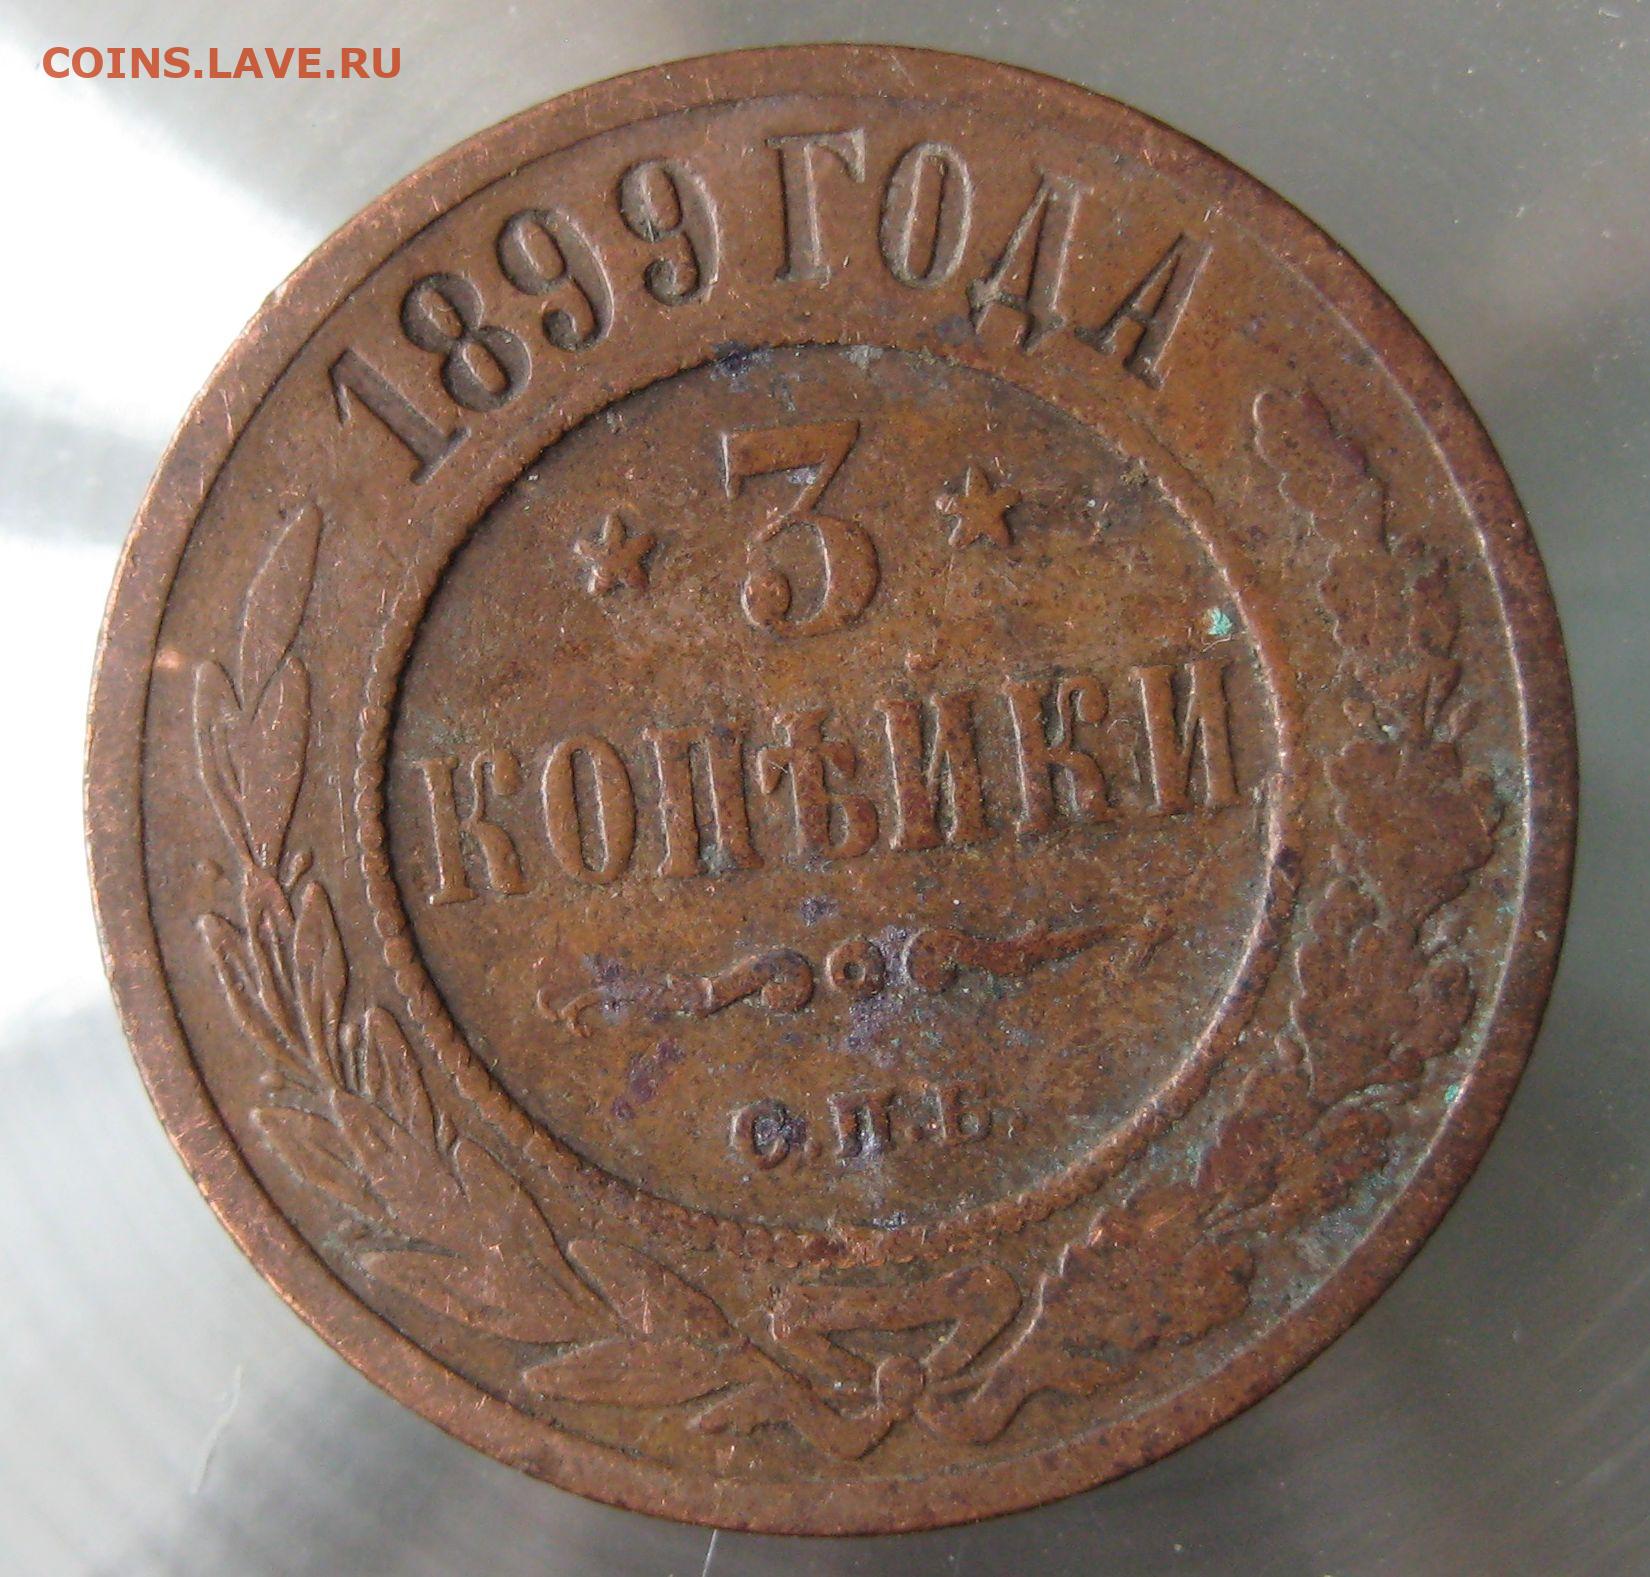 COINS.LAVE.RU
1899 ГОДА
3
КОПѢЙКИ
С.П.Б.